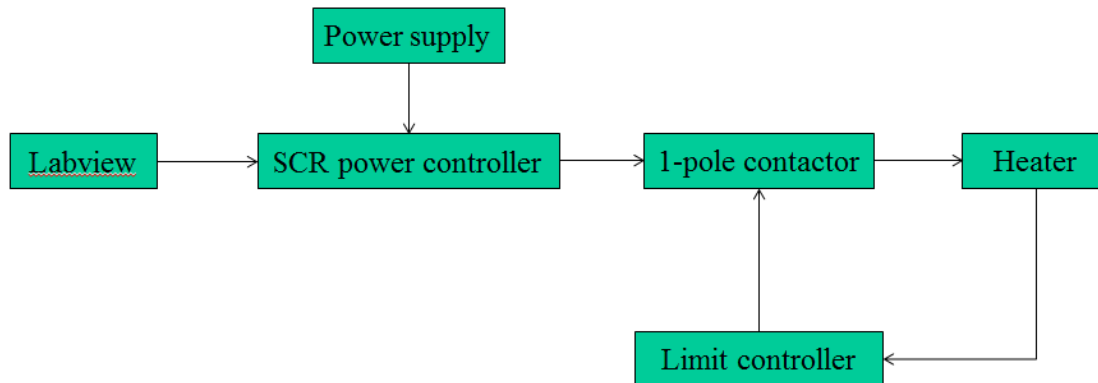 Power supply
Labview
SCR power controller
1-pole contactor
Heater
Limit controller